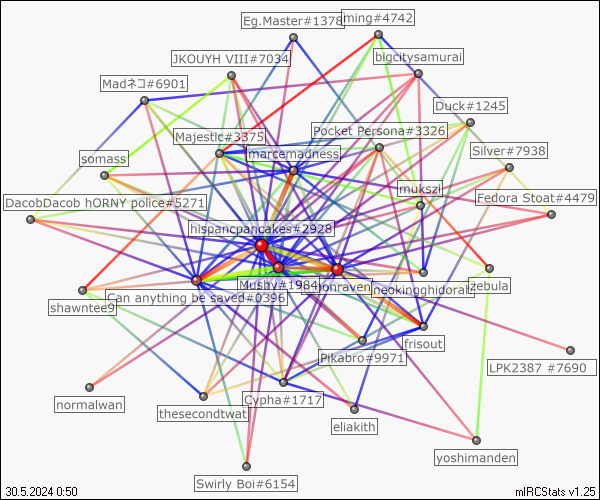 Eg.Master#1378
ming#4742
JKOUYH VIII#7034
bigcitysamurai
Madネコ#6901
Duck#1245
Majestic#3375
Pocket Persona#3326
marcemadness
Silver#7938
somass
mukszi
DacobDacob hORNY police#5271
Fedora Stoat#4479
hispancpancakes#2928
Mushy#1984
jonraven
neokingghidorah
zebula
Can anything be saved#0396
shawntee9
frisout
Pikabro#9971
LPK2387 #7690
normalwan
thesecondtwat
Cypha#1717
eliakith
yoshimanden
Swirly Boi#6154
30.5.2024 0:50
mIRCStats v1.25